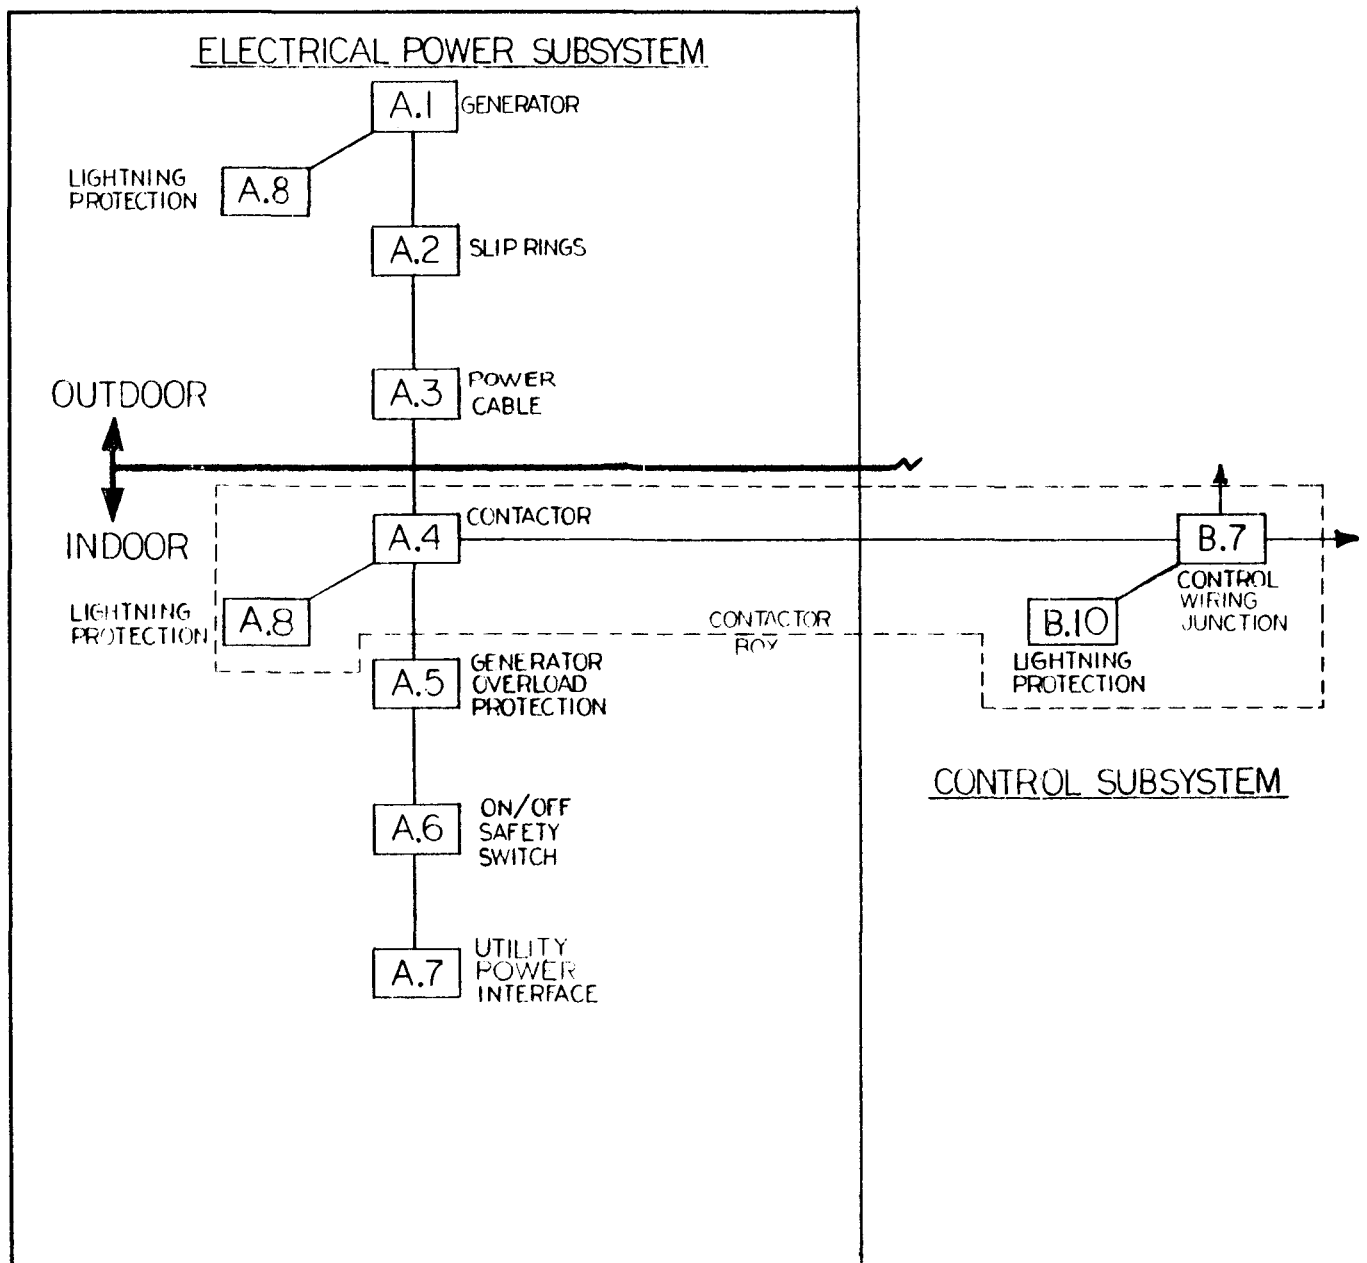 ELECTRICAL POWER SUBSYSTEM
A.1
GENERATOR
LIGHTNING
PROTECTION
A.8
A.2
SLIP RINGS
OUTDOOR
A.3
POWER
CABLE
INDOOR
A.4
CONTACTOR
B.7
CONTROL
WIRING
JUNCTION
LIGHTNING
PROTECTION
A.8
CONTACTOR
BOX
B.10
LIGHTNING
PROTECTION
A.5
GENERATOR
OVERLOAD
PROTECTION
CONTROL SUBSYSTEM
A.6
ON/OFF
SAFETY
SWITCH
A.7
UTILITY
POWER
INTERFACE